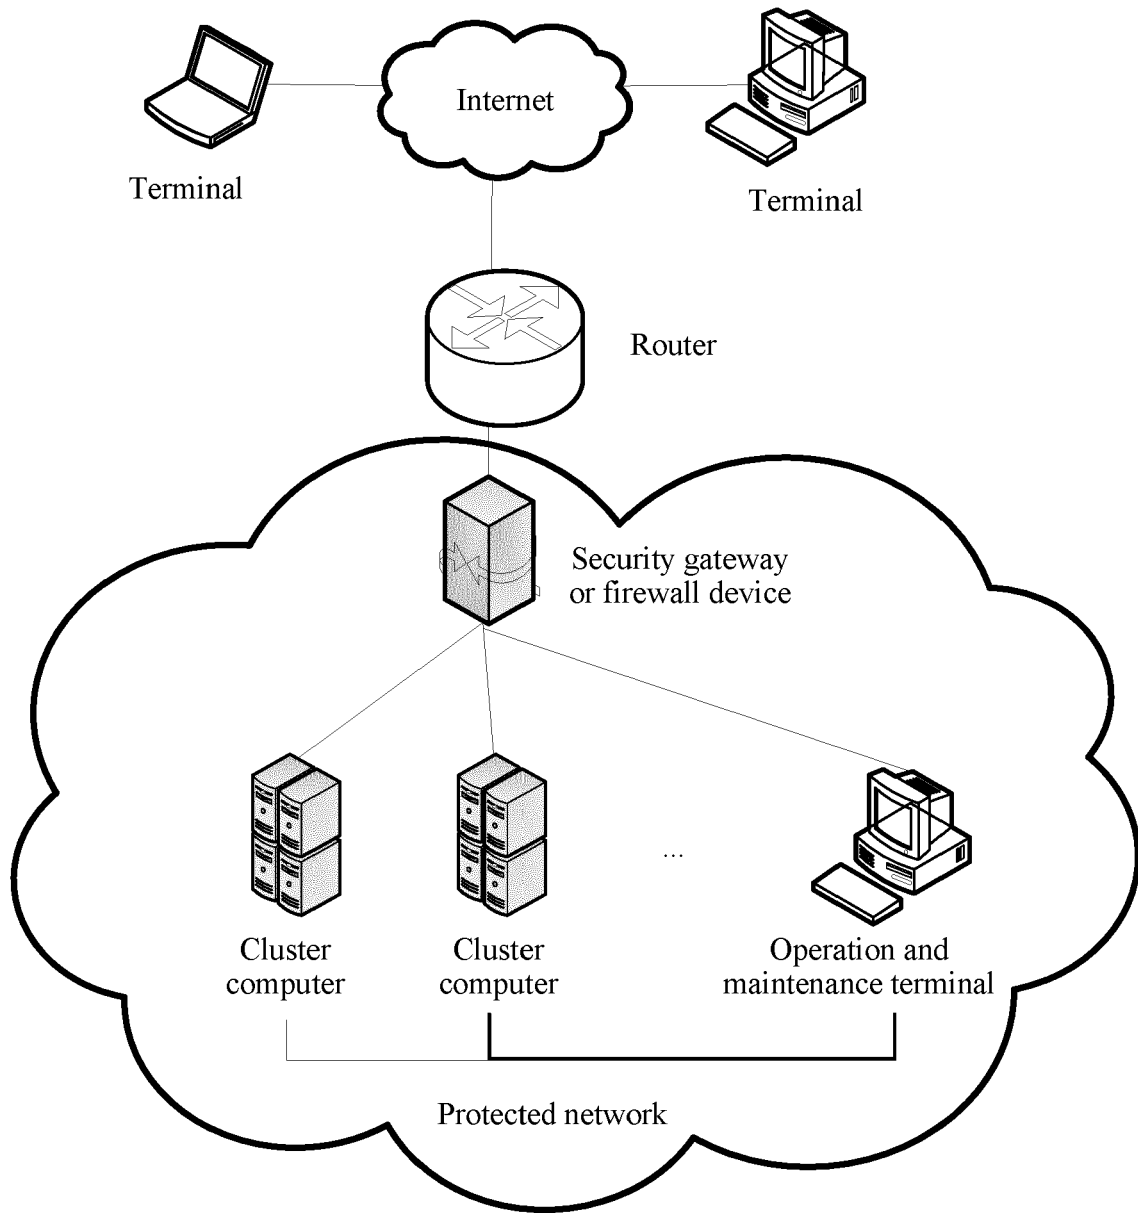 Internet
Terminal
Terminal
Router
Security gateway
or firewall device
...
Cluster
computer
Cluster
computer
Operation and
maintenance terminal
Protected network